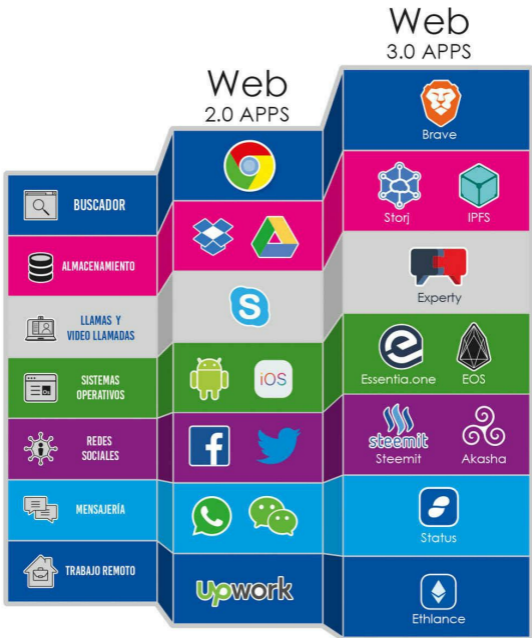 Web
3.0 APPS
Web
2.0 APPS
Brave
BUSCADOR
Storj IPFS
ALMACENAMIENTO
Experty
LLAMAS Y
VIDEO LLAMADAS
iOS
Essentia.one EOS
SISTEMAS
OPERATIVOS
steemit
Steemit Akasha
REDES
SOCIALES
Status
MENSAJERÍA
upwork
Ethlance
TRABAJO REMOTO